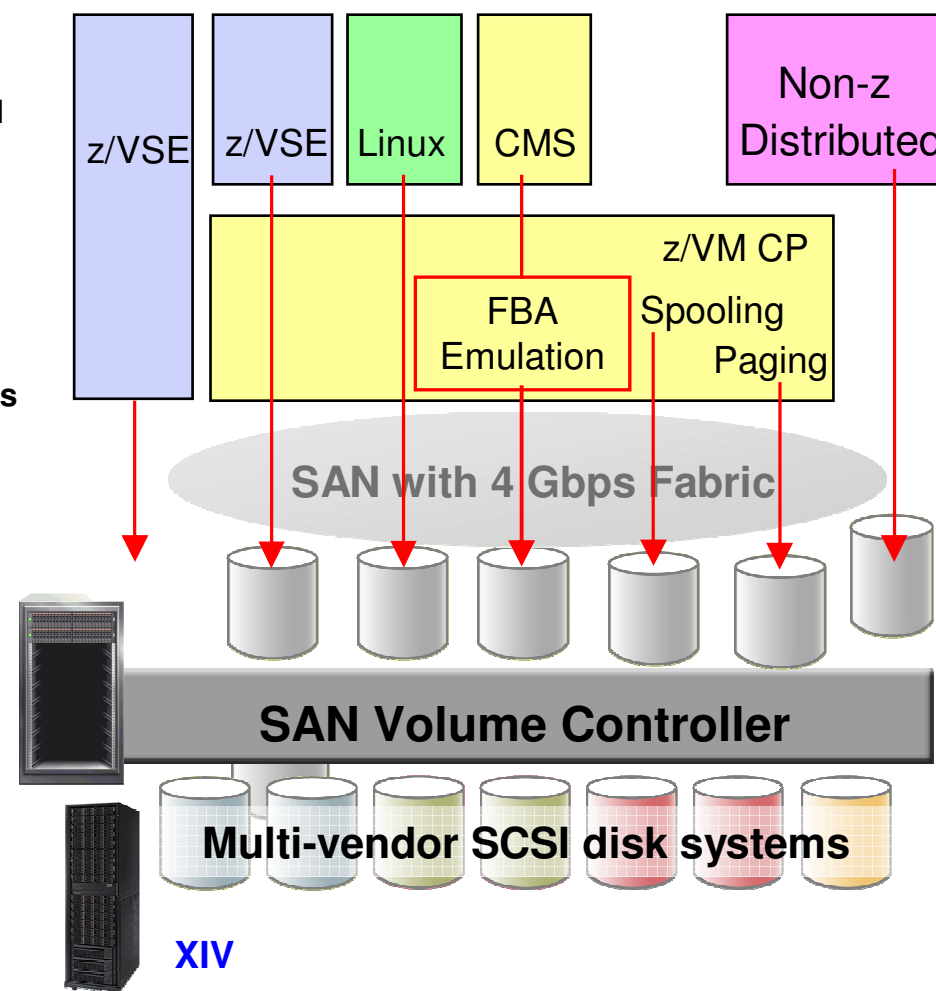 z/VSE
z/VSE
Linux
CMS
Non-z
Distributed
z/VM CP
FBA
Emulation
Spooling
Paging
s
SAN with 4 Gbps Fabric
SAN Volume Controller
Multi-vendor SCSI disk systems
XIV